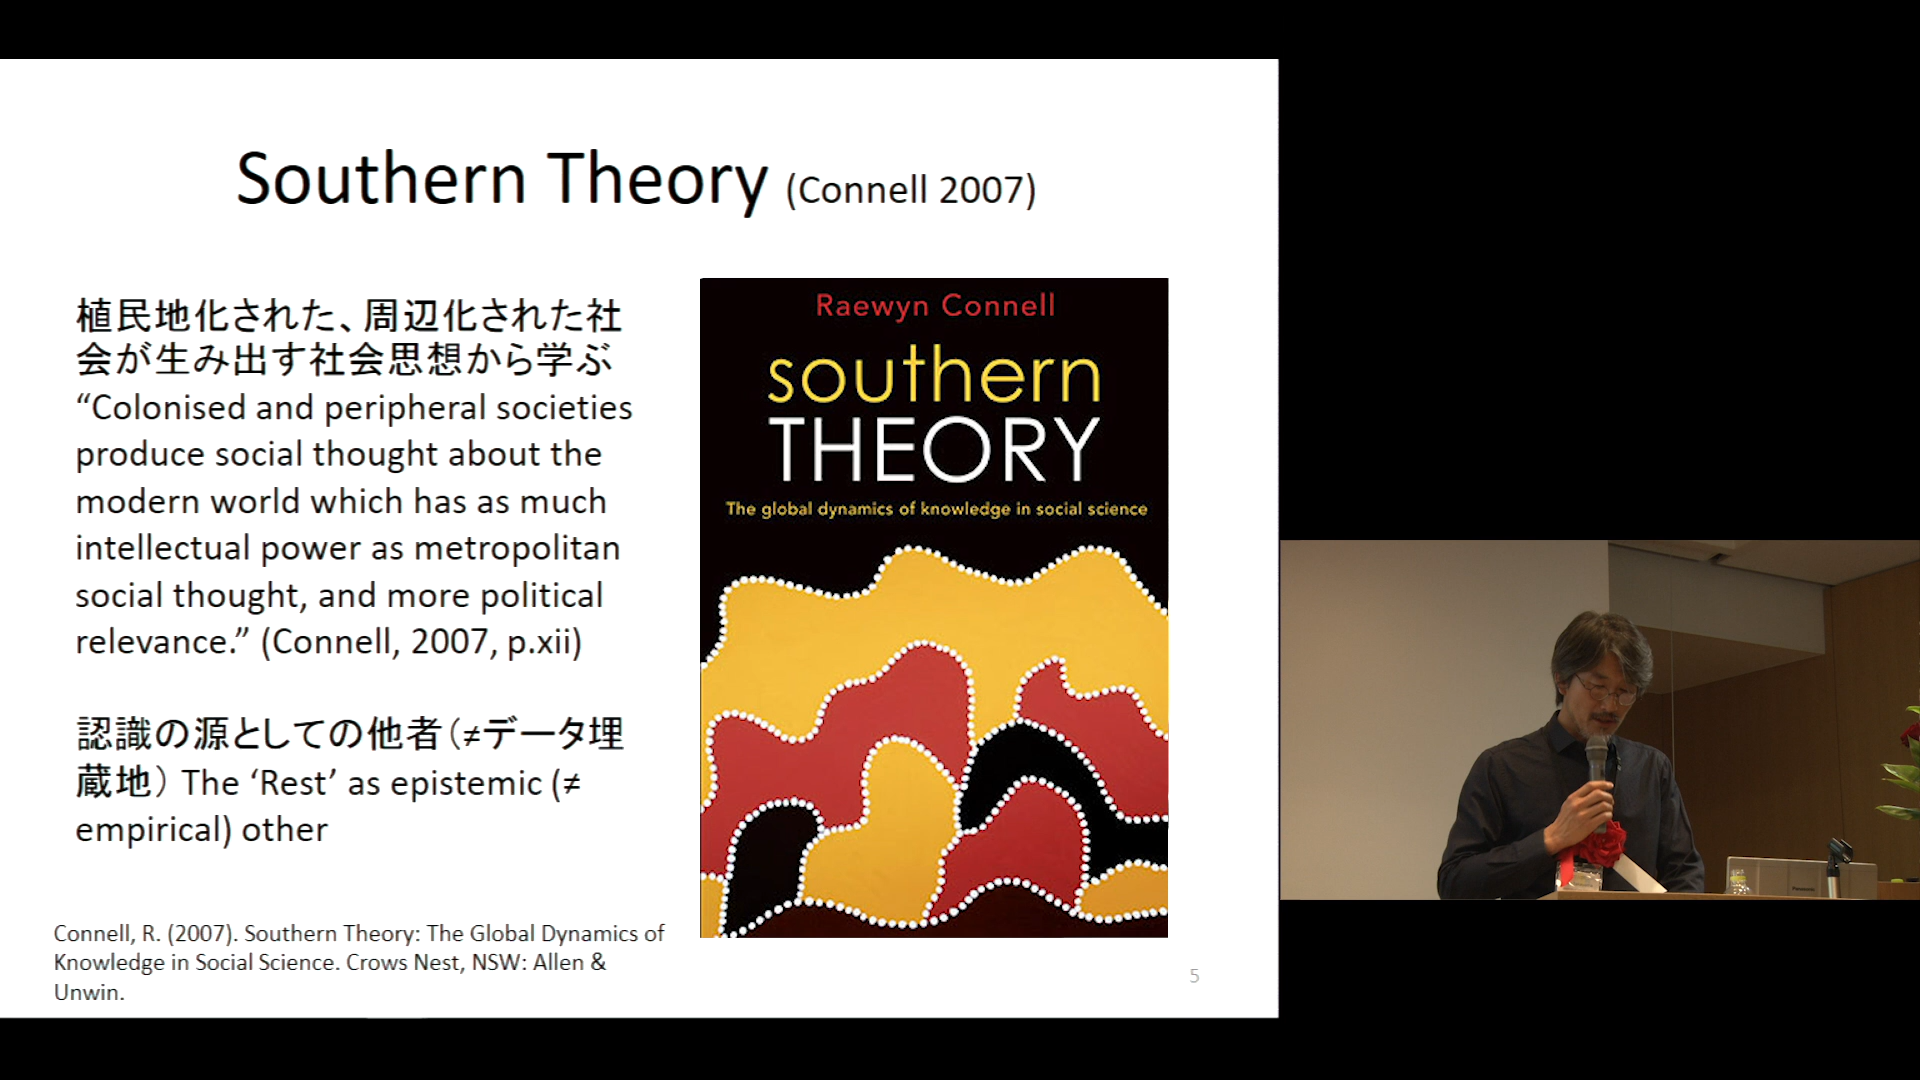 Southern Theory (Connell 2007)
植民地化された、周辺化された社
会が生み出す社会思想から学ぶ
“Colonised and peripheral societies
produce social thought about the
modern world which has as much
intellectual power as metropolitan
social thought, and more political
relevance.” (Connell, 2007, p.xii)
認識の源としての他者(≠データ埋
蔵地) The ‘Rest’ as epistemic (≠
empirical) other
Connell, R. (2007). Southern Theory: The Global Dynamics of
Knowledge in Social Science. Crows Nest, NSW: Allen &
Unwin.
Raewyn Connell
southern
THEORY
The global dynamics of knowledge in social science
5
Panasonic